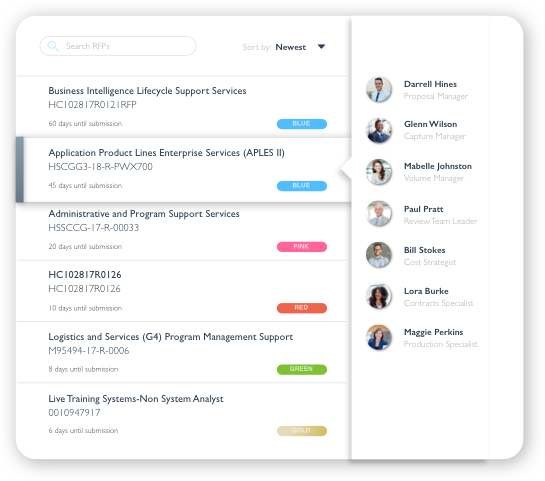 Search RFPs
Sort by: Newest
Business Intelligence Lifecycle Support Services
HC102817R0121RFP
60 days until submission
BLUE
Application Product Lines Enterprise Services (APLES II)
HSCGG3-18-R-PWX700
45 days until submission
BLUE
Administrative and Program Support Services
HSSCCG-17-R-00033
20 days until submission
PINK
HC102817R0126
HC102817R0126
10 days until submission
RED
Logistics and Services (G4) Program Management Support
M95494-17-R-0006
8 days until submission
GREEN
Live Training Systems-Non System Analyst
0010947917
6 days until submission
GOLD
Darrell Hines
Proposal Manager
Glenn Wilson
Capture Manager
Mabelle Johnston
Volume Manager
Paul Pratt
Review Team Leader
Bill Stokes
Cost Strategist
Lora Burke
Contracts Specialist
Maggie Perkins
Production Specialist